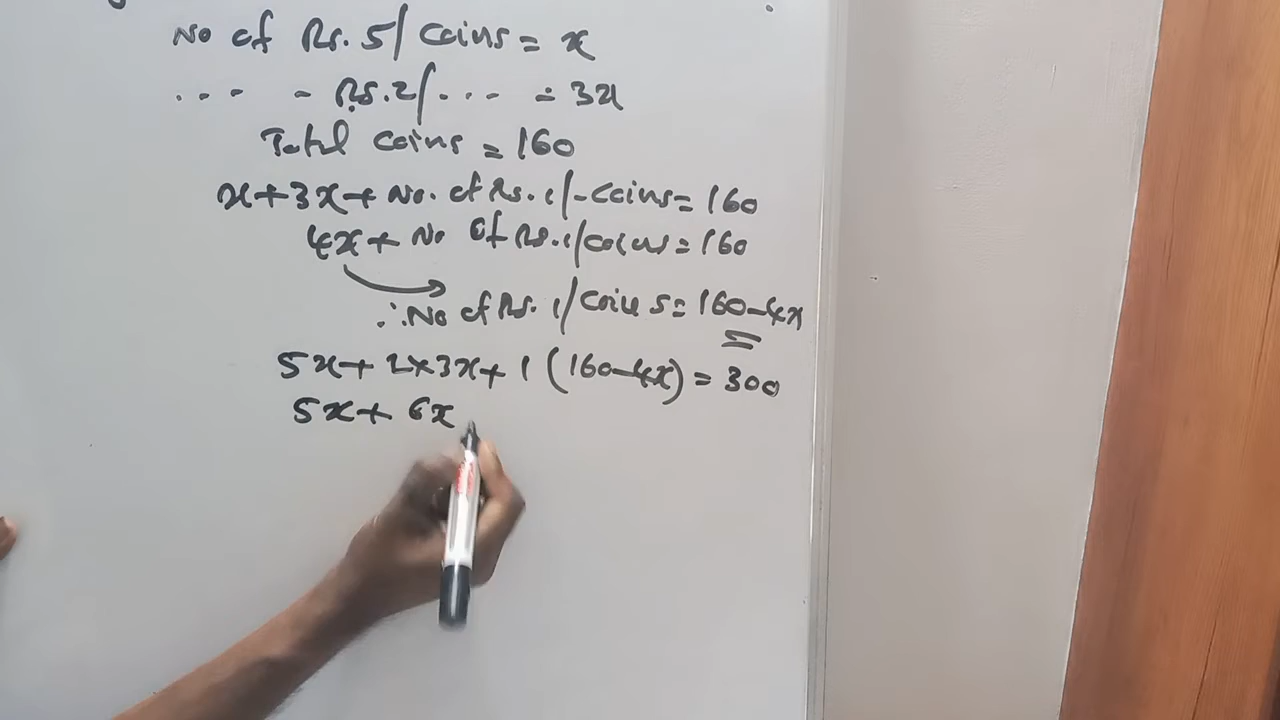 No of Rs. 5/ coins = x
... - Rs. 2/ ... = 3x
Total coins = 160
x+3x+No. of Rs. 1/- coins = 160
4x + No of Rs. 1/ coins = 160
∴ No of Rs. 1/ coins = 160-4x
5x+ 2×3x+ 1 (160-4x) = 300
5x+ 6x